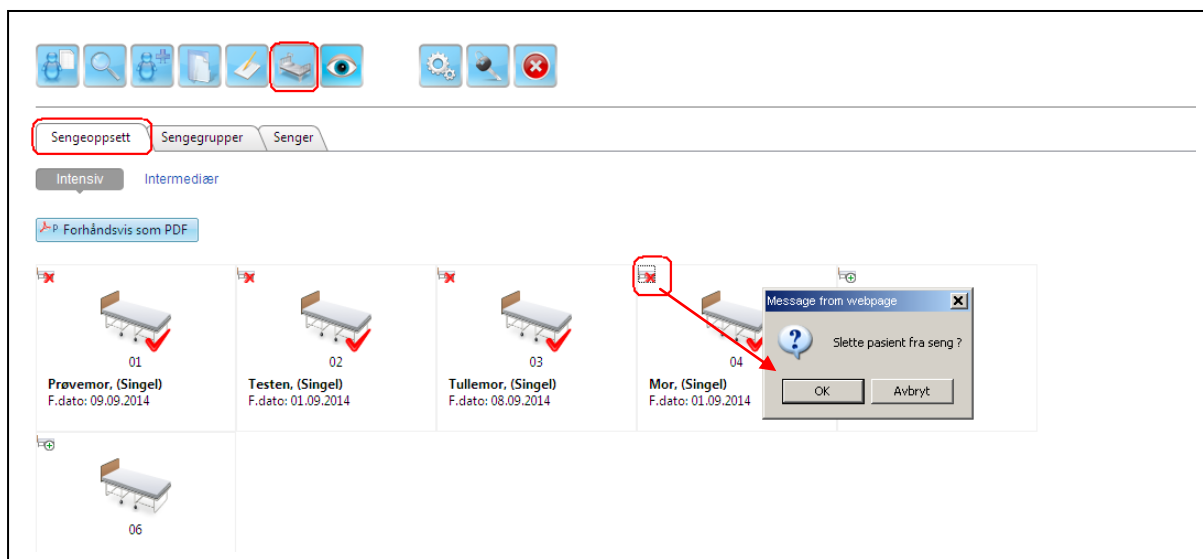 Sengeoppsett Sengegrupper Senger
Intensiv Intermediær
P Forhåndsvis som PDF
01
Prøvemor, (Singel)
F.dato: 09.09.2014
02
Testen, (Singel)
F.dato: 01.09.2014
03
Tullemor, (Singel)
F.dato: 08.09.2014
04
Mor, (Singel)
F.dato: 01.09.2014
Message from webpage
Slette pasient fra seng ?
OK Avbryt
06